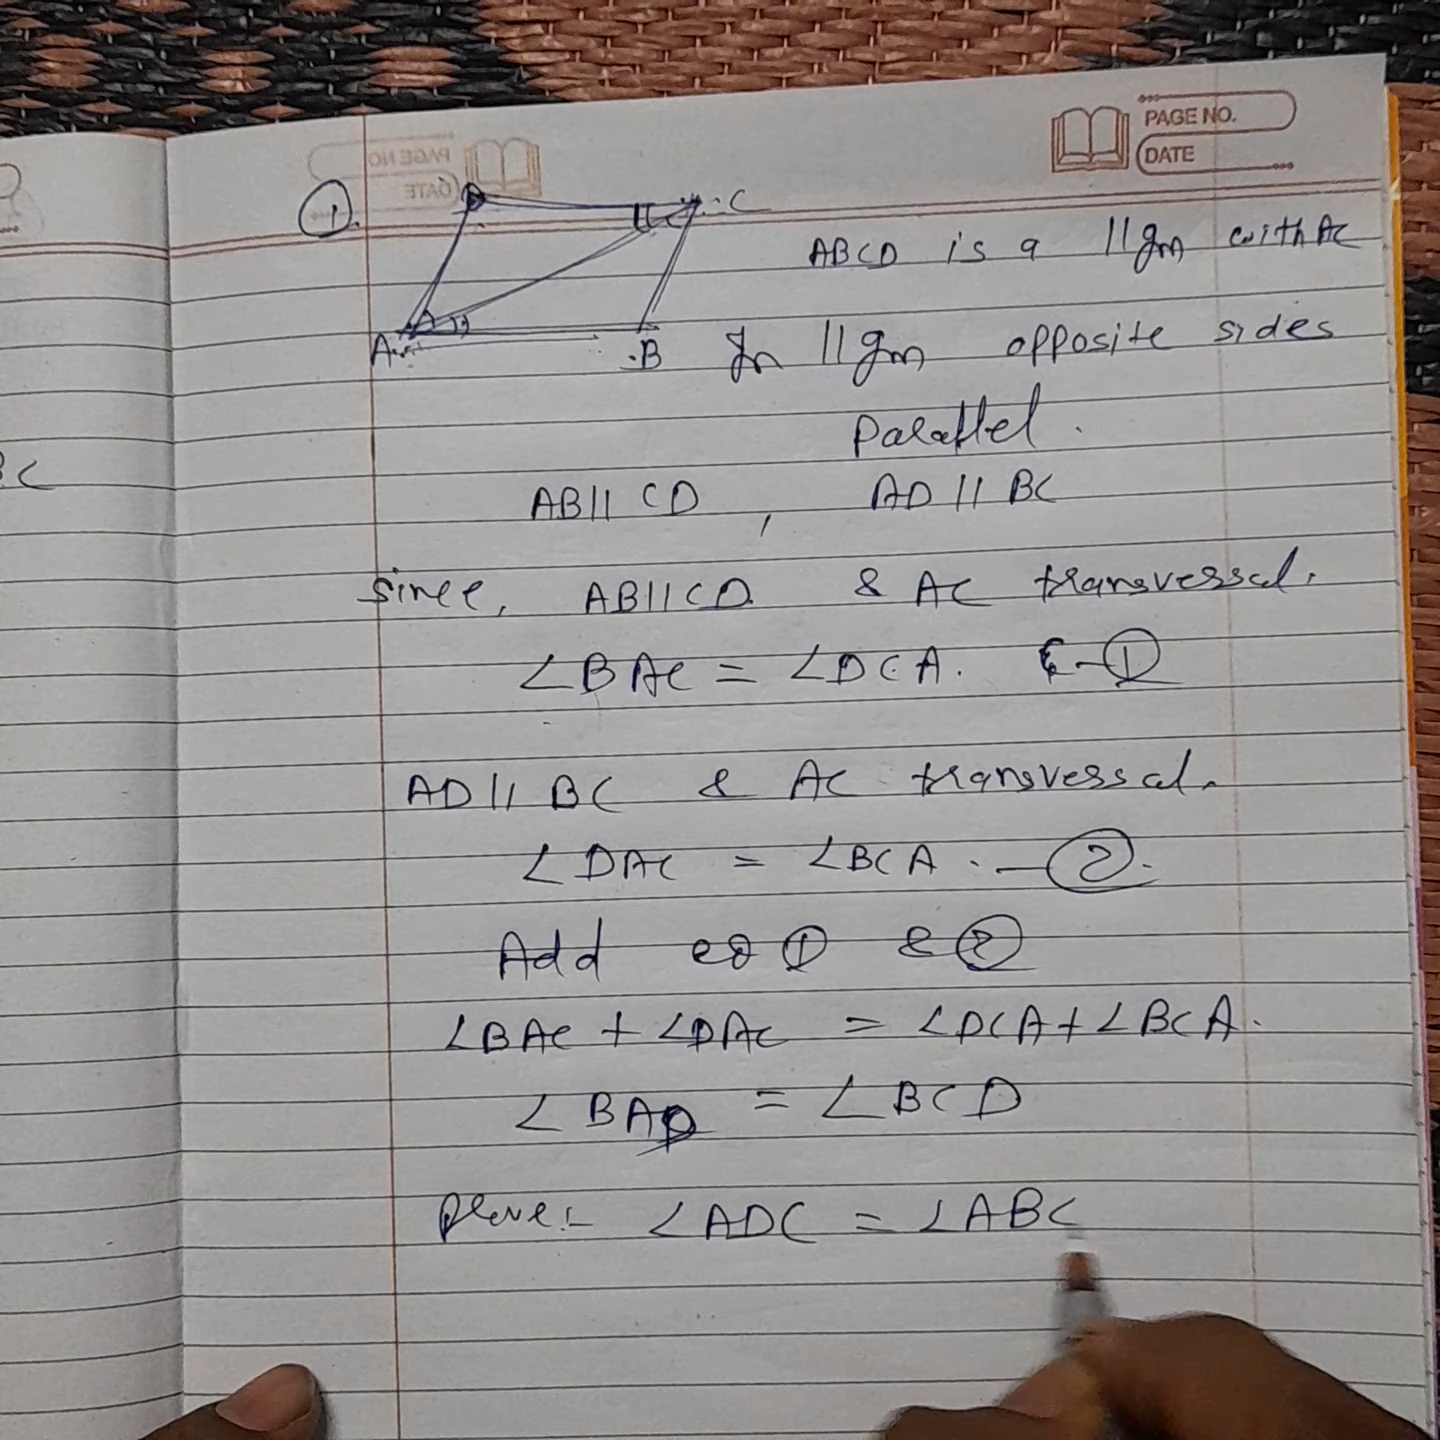 PAGE NO.
DATE
1.
D
C
A
B
ABCD is a ||gm with AC
In ||gm opposite sides
Parallel.
AB || CD , AD || BC
Since, AB || CD & AC transversal.
∠BAC = ∠DCA. - ①
AD || BC & AC transversal.
∠DAC = ∠BCA. - ②.
Add eq ① & ②
∠BAC + ∠DAC = ∠DCA + ∠BCA.
∠BAD = ∠BCD
Prove:- ∠ADC = ∠ABC